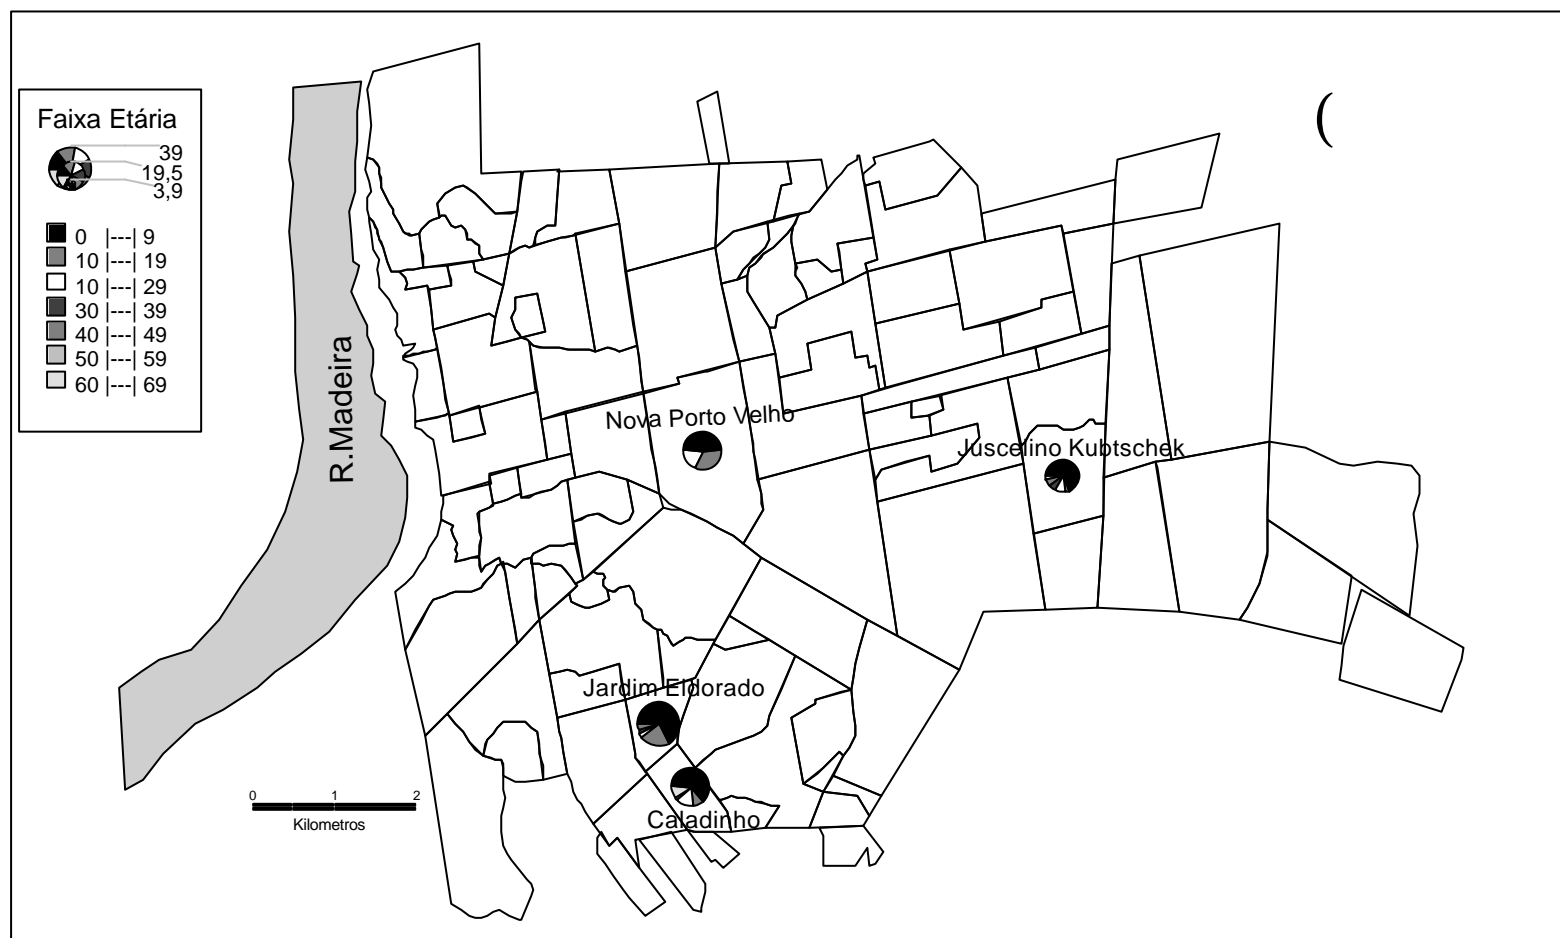 (
Faixa Etária
39
19,5
3,9
0 |---| 9
10 |---| 19
10 |---| 29
30 |---| 39
40 |---| 49
50 |---| 59
60 |---| 69
R.Madeira
Nova Porto Velho
Juscelino Kubtschek
Jardim Eldorado
Caladinho
0 1 2
Kilometros